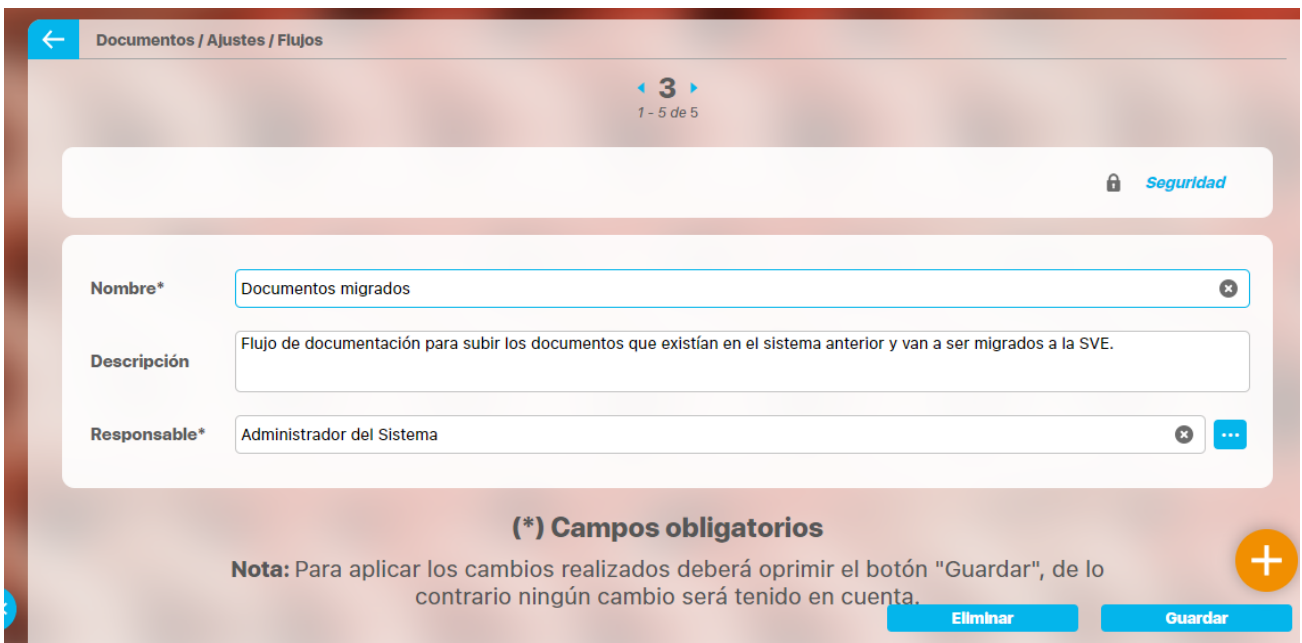 Documentos / Ajustes / Flujos
3
1 - 5 de 5
Seguridad
Nombre*
Documentos migrados
Descripción
Flujo de documentación para subir los documentos que existían en el sistema anterior y van a ser migrados a la SVE.
Responsable*
Administrador del Sistema
(*) Campos obligatorios
Nota: Para aplicar los cambios realizados deberá oprimir el botón "Guardar", de lo
contrario ningún cambio será tenido en cuenta.
Eliminar
Guardar